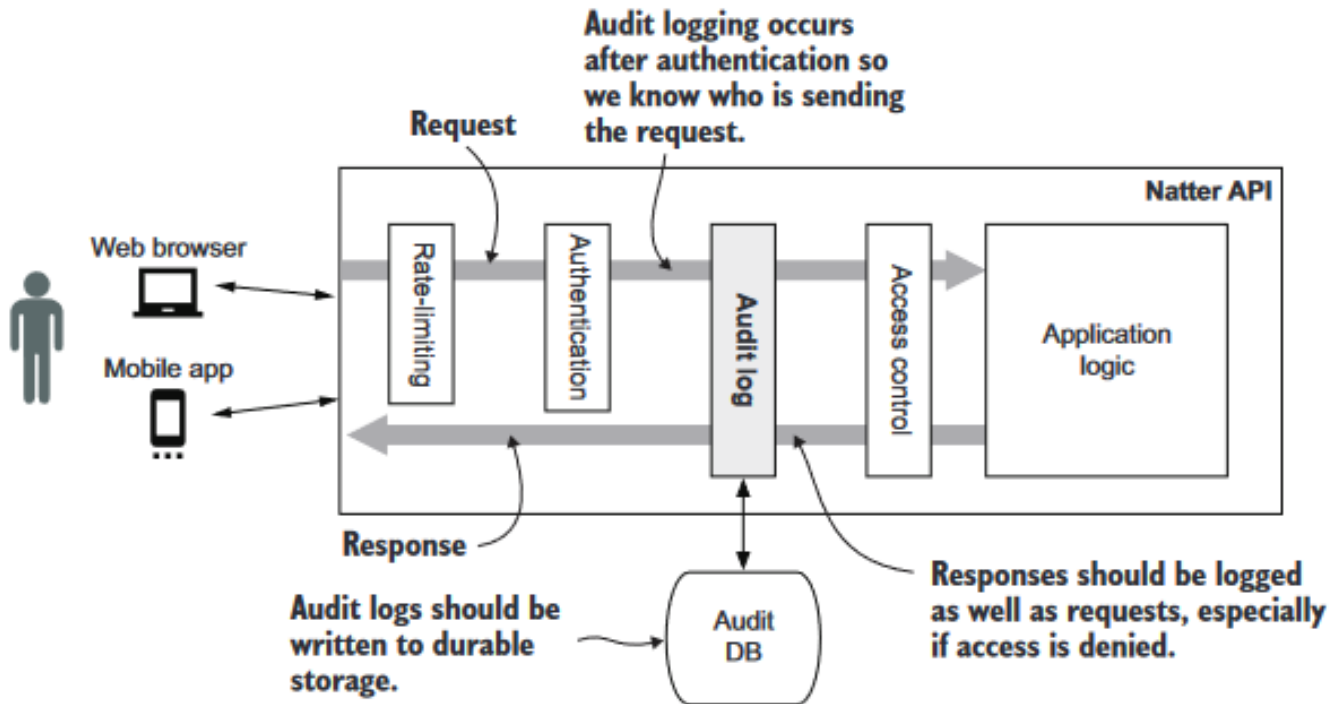 Audit logging occurs
after authentication so
we know who is sending
the request.
Request
Natter API
Web browser
Mobile app
Rate-limiting
Authentication
Audit log
Access control
Application
logic
Response
Audit logs should be
written to durable
storage.
Audit
DB
Responses should be logged
as well as requests, especially
if access is denied.